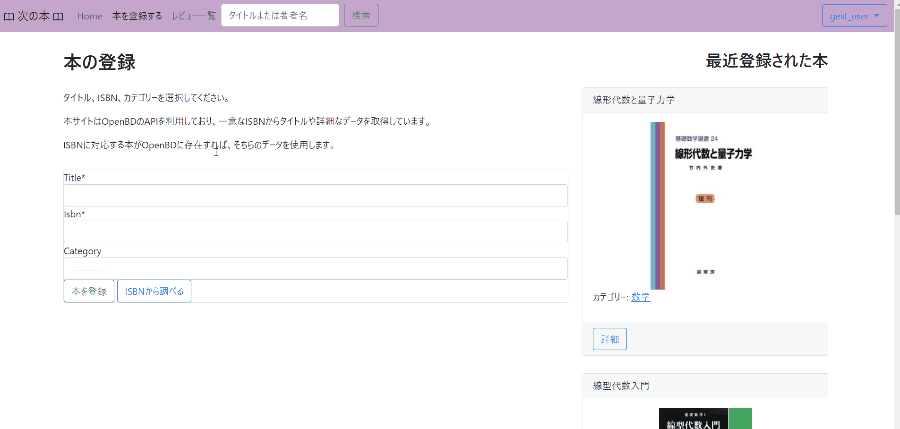 次の本
Home
本を登録する
レビュー一覧
タイトルまたは著者名
検索
gest_user
本の登録
タイトル、ISBN、カテゴリーを選択してください。
本サイトはOpenBDのAPIを利用しており、一意なISBNからタイトルや詳細なデータを取得しています。
ISBNに対応する本がOpenBDに存在すれば、そちらのデータを使用します。
Title*
Isbn*
Category
本を登録
ISBNから調べる
最近登録された本
線形代数と量子力学
基礎数学選書 24
線形代数と量子力学
竹内外史著
復刊
裳華房
カテゴリー: 数学
詳細
線型代数入門
線型代数入門